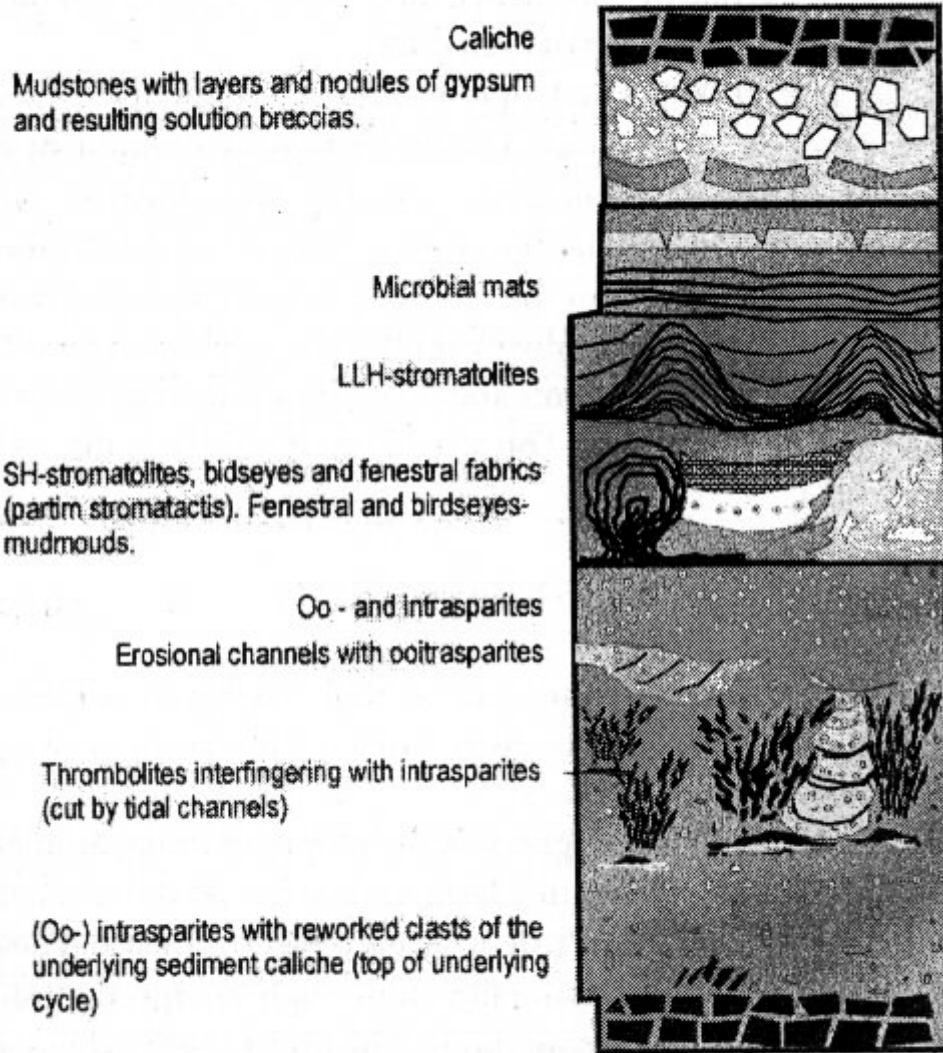 Caliche
Mudstones with layers and nodules of gypsum
and resulting solution breccias.
Microbial mats
LLH-stromatolites
SH-stromatolites, bidseyes and fenestral fabrics
(partim stromatactis). Fenestral and birdseyes-
mudmouds.
Oo - and intrasparites
Erosional channels with ooitrasparites
Thrombolites interfingering with intrasparites
(cut by tidal channels)
(Oo-) intrasparites with reworked clasts of the
underlying sediment caliche (top of underlying
cycle)